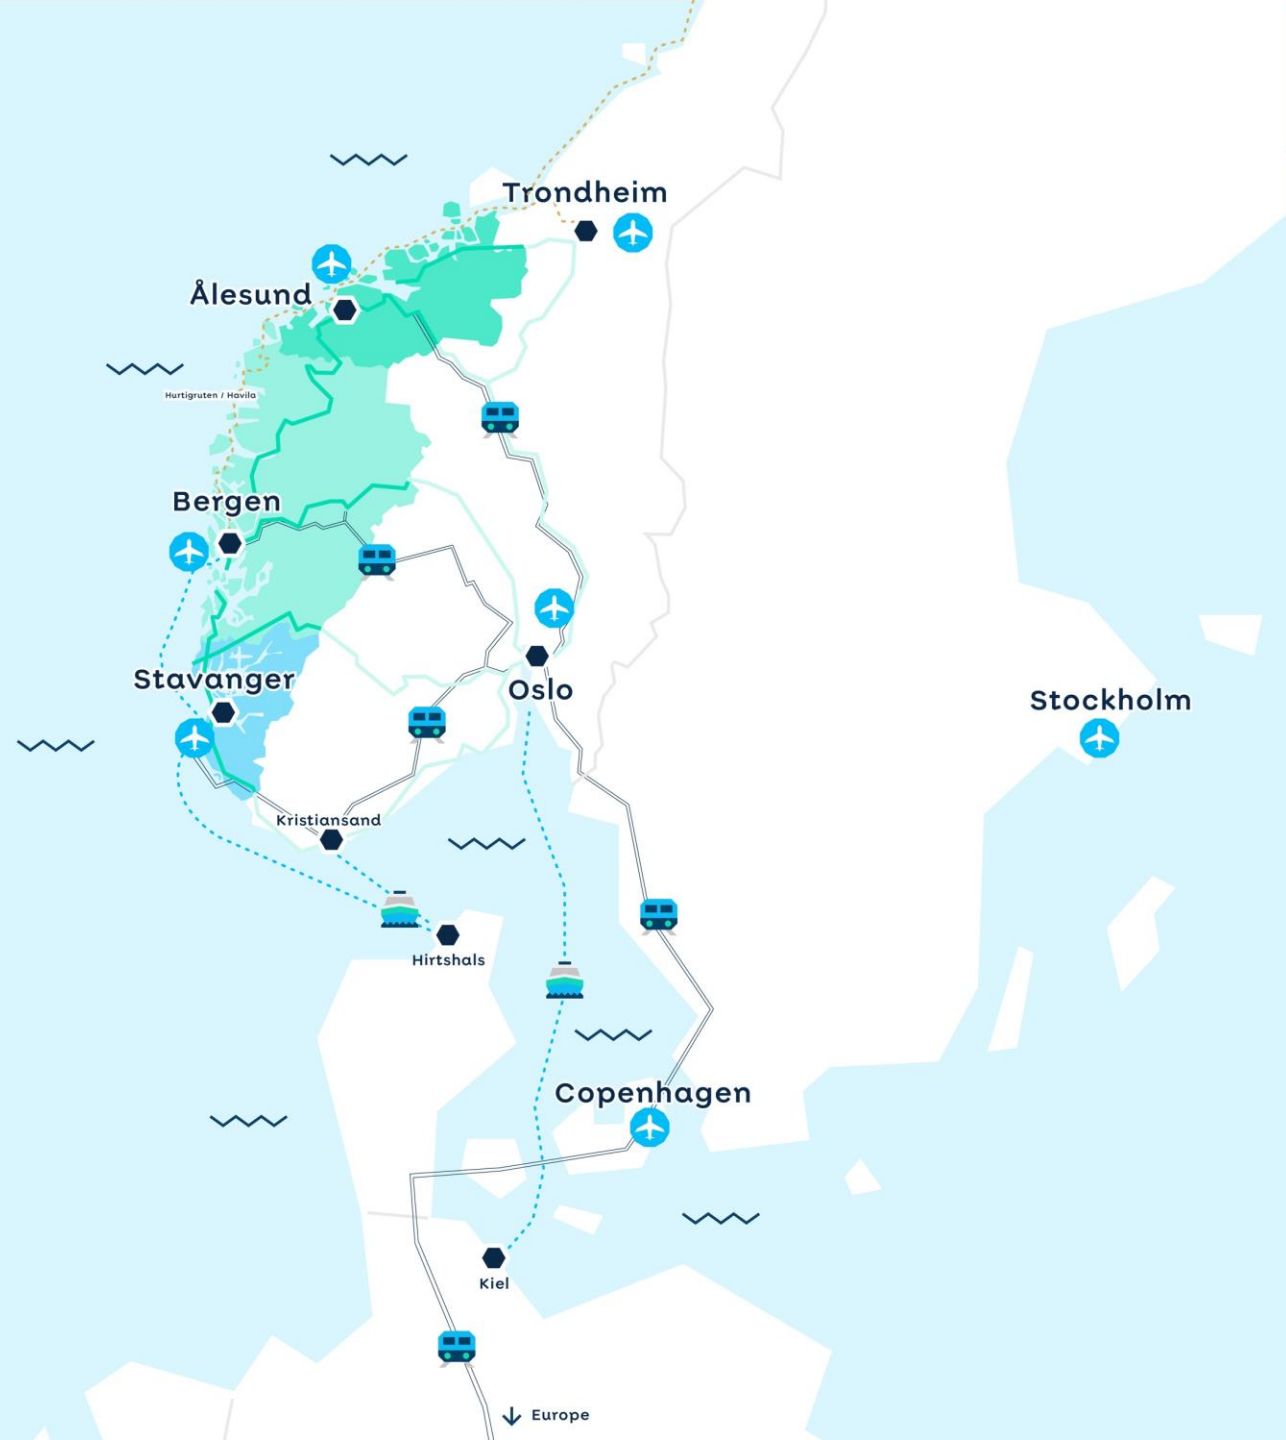 Trondheim
Ålesund
Hurtigruten / Havila
Bergen
Stavanger
Oslo
Stockholm
Kristiansand
Hirtshals
Copenhagen
Kiel
Europe